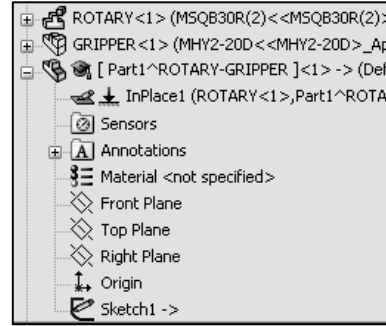 ROTARY<1> (MSQB30R(2)<<MSQB30R(2)>
GRIPPER<1> (MHY2-20D<<MHY2-20D>_Ap
[ Part1^ROTARY-GRIPPER ]<1> -> (Def
InPlace1 (ROTARY<1>,Part1^ROTA
Sensors
A Annotations
Material <not specified>
Front Plane
Top Plane
Right Plane
Origin
Sketch1 ->